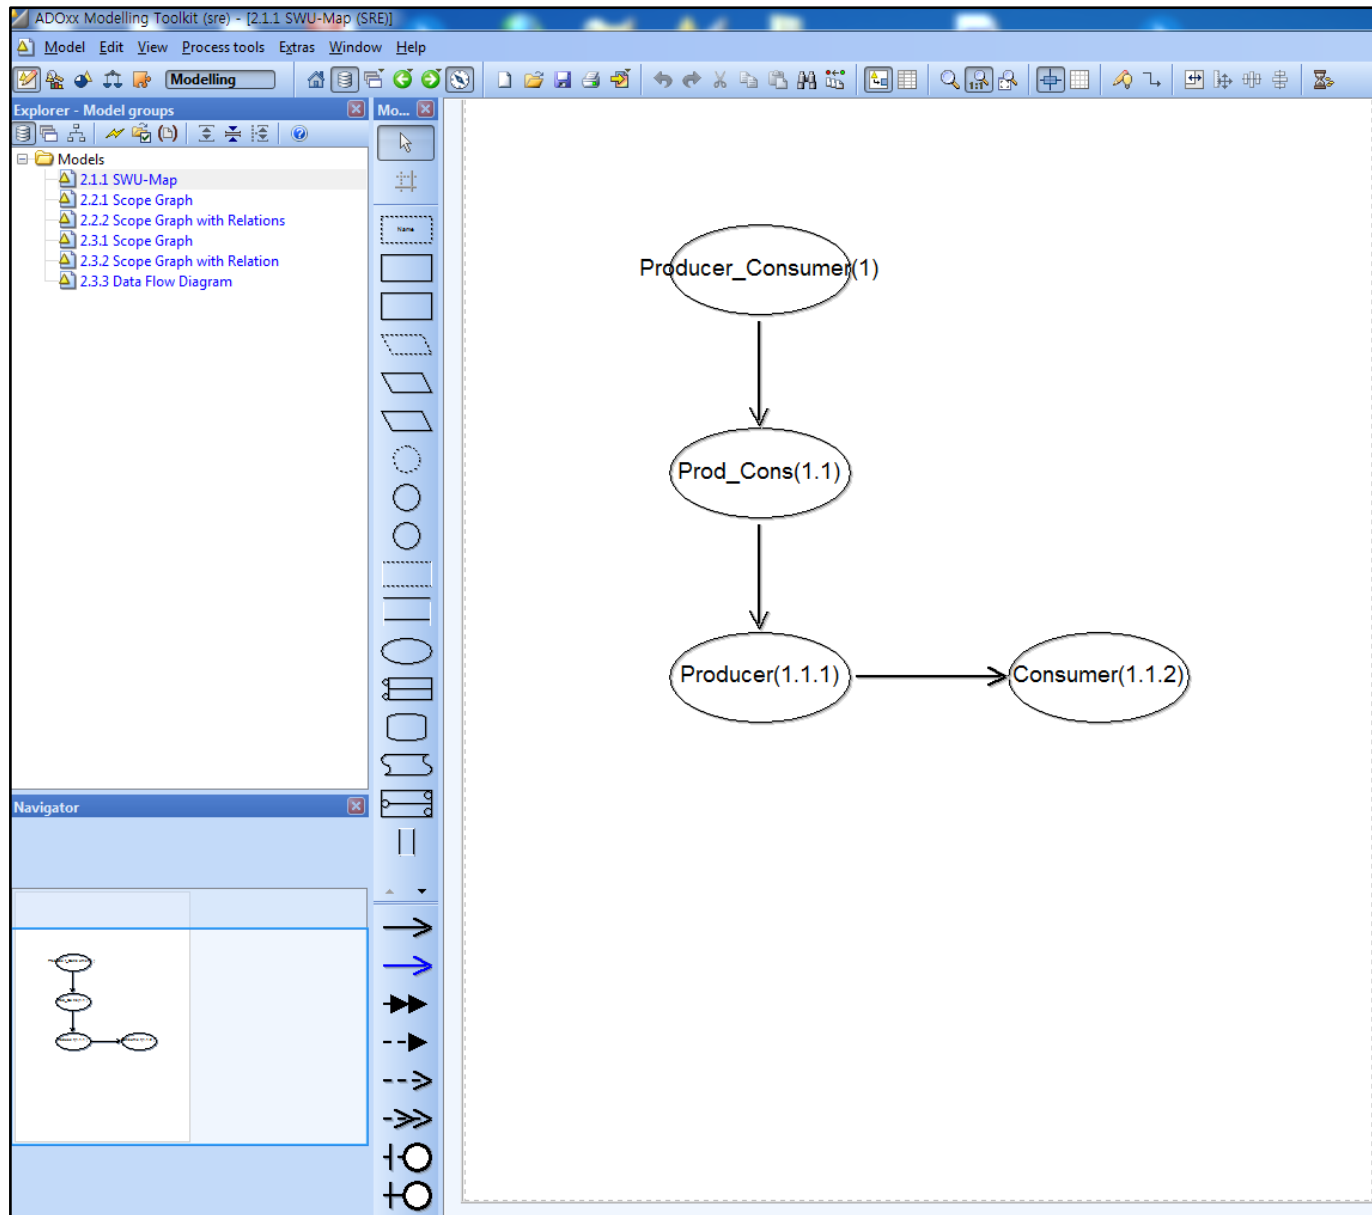 ADOxx Modelling Toolkit (sre) - [2.1.1 SWU-Map (SRE)]
Model Edit View Process tools Extras Window Help
Modelling
Explorer - Model groups
Mo...
Models
2.1.1 SWU-Map
2.2.1 Scope Graph
2.2.2 Scope Graph with Relations
2.3.1 Scope Graph
2.3.2 Scope Graph with Relation
2.3.3 Data Flow Diagram
Name
Producer_Consumer(1)
Prod_Cons(1.1)
Producer(1.1.1)
Consumer(1.1.2)
Navigator